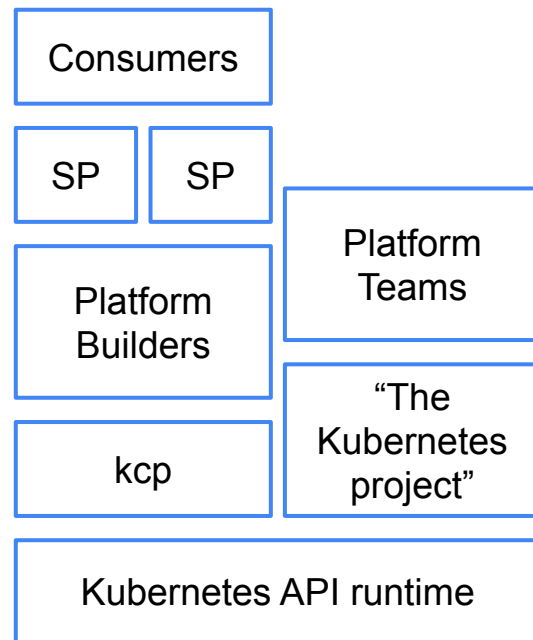 Consumers
SP
SP
Platform
Builders
kcp
Platform
Teams
“The
Kubernetes
project”
Kubernetes API runtime